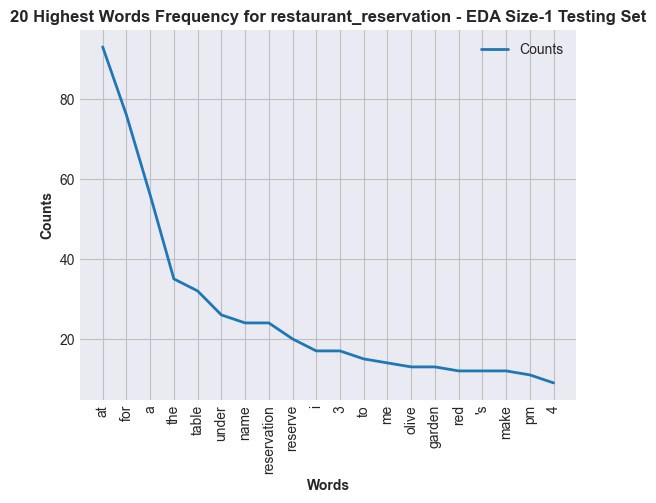 20 Highest Words Frequency for restaurant_reservation - EDA Size-1 Testing Set
Counts
80
60
40
20
Counts
at
for
a
the
table
under
name
reservation
reserve
i
3
to
me
olive
garden
red
's
make
pm
4
Words